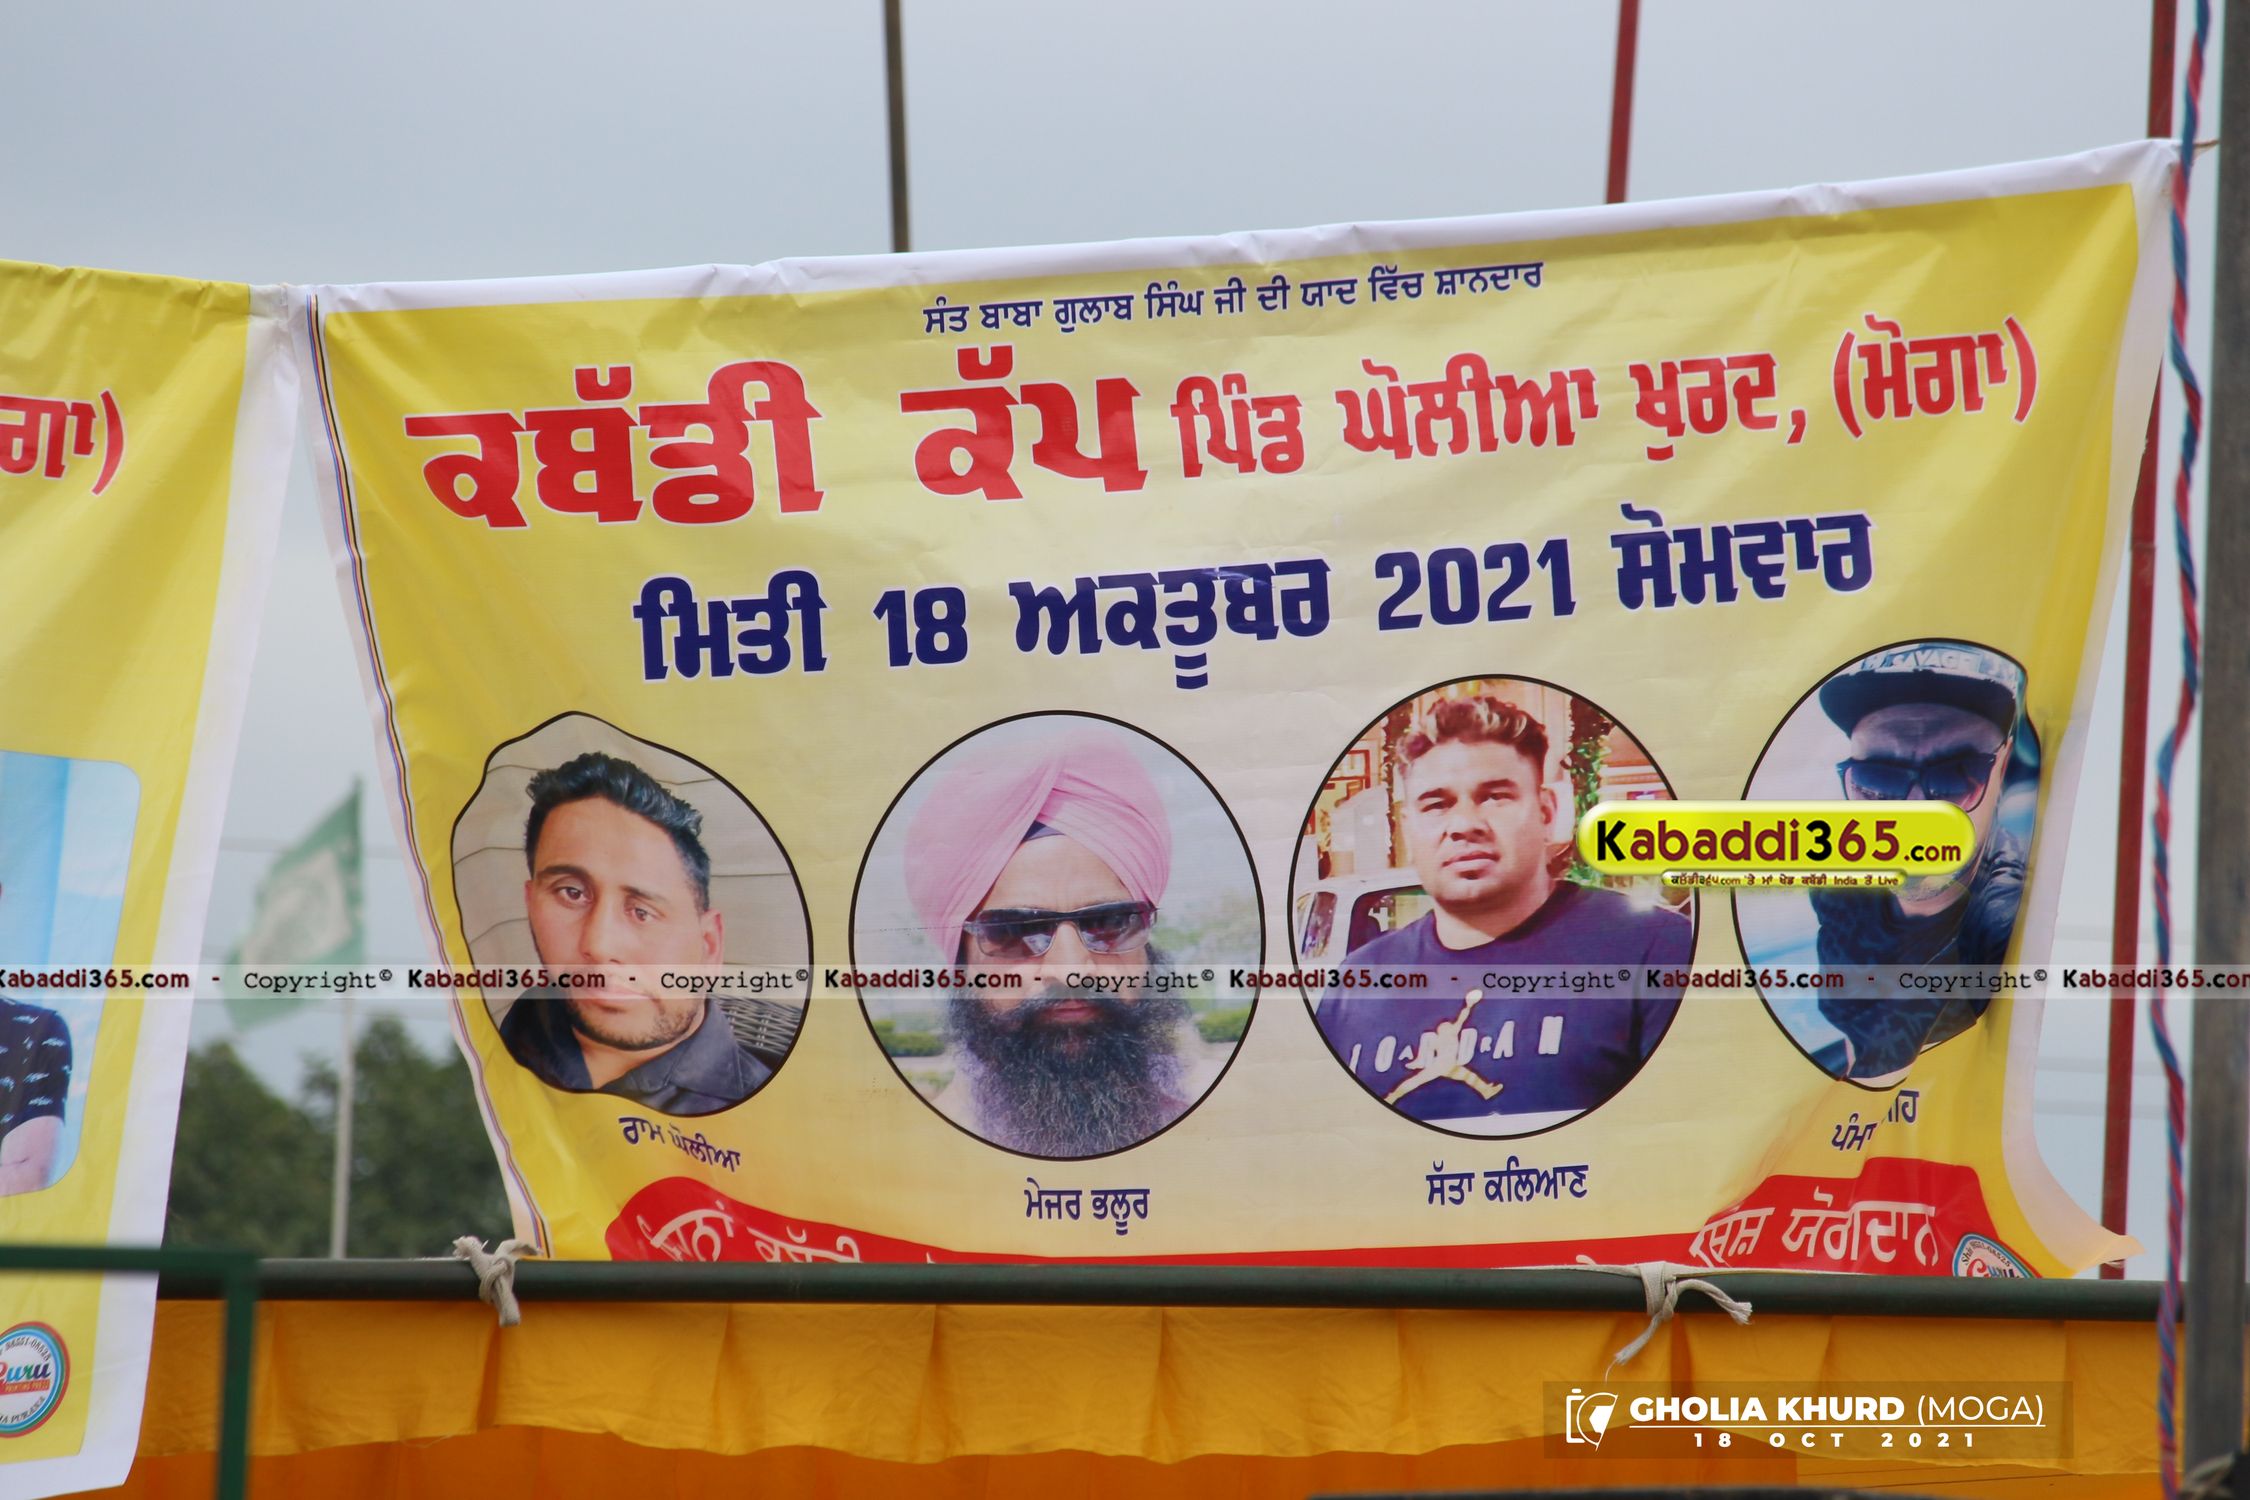 ਸੰਤ ਬਾਬਾ ਗੁਲਾਬ ਸਿੰਘ ਜੀ ਦੀ ਯਾਦ ਵਿੱਚ ਸ਼ਾਨਦਾਰ
ਕਬੱਡੀ ਕੱਪ ਪਿੰਡ ਘੋਲੀਆ ਖੁਰਦ, (ਮੋਗਾ)
ਮਿਤੀ 18 ਅਕਤੂਬਰ 2021 ਸੋਮਵਾਰ
SAVAGE
Kabaddi365.com
Kabaddi365.com - Copyright© Kabaddi365.com - Copyright© Kabaddi365.com - Copyright© Kabaddi365.com - Copyright© Kabaddi365.com - Copyright© Kabaddi365.com
JORDAN
ਰਾਮ ਘੋਲੀਆ
ਮੇਜਰ ਭਲੂਰ
ਸੱਤਾ ਕਲਿਆਣ
ਪੰਮਾ
ਯੋਗਦਾਨ
GHOLIA KHURD (MOGA)
18 OCT 2021